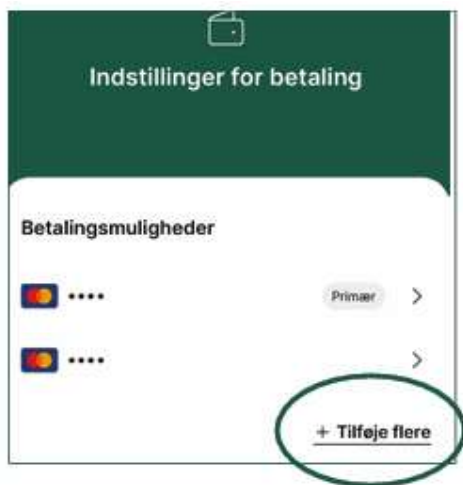 Indstillinger for betaling
Betalingsmuligheder
•••• Primær
••••
+ Tilføje flere